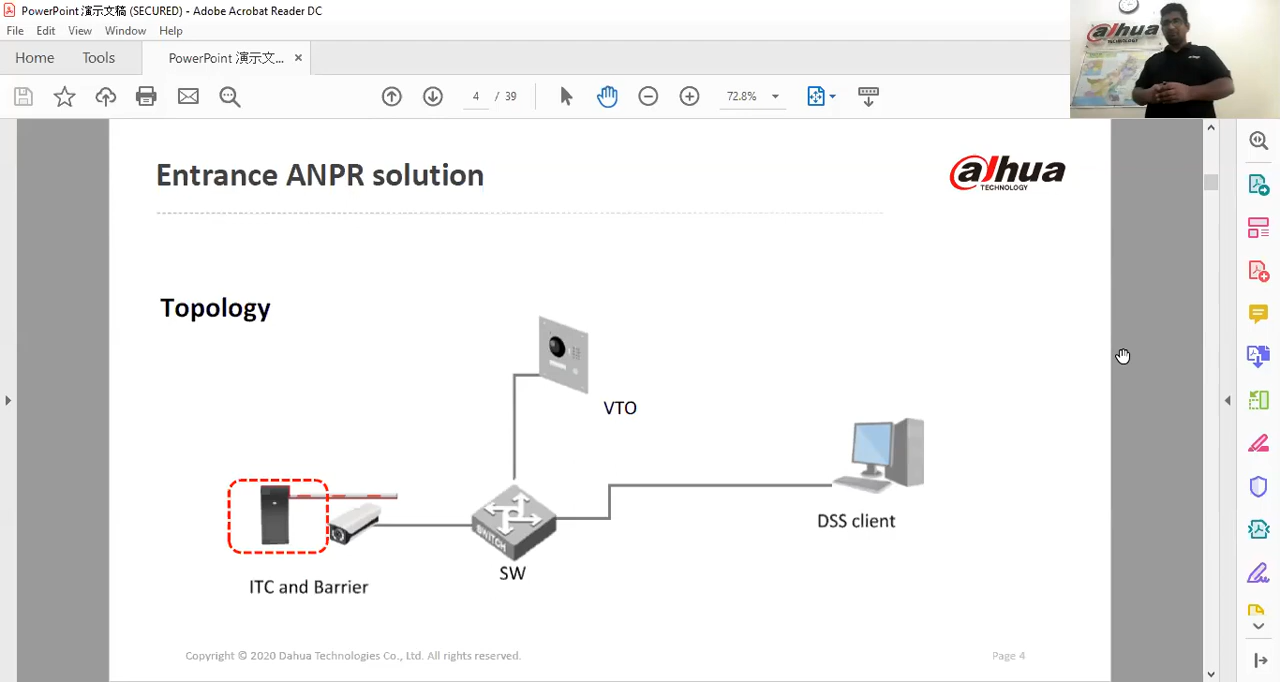 PowerPoint 演示文稿 (SECURED) - Adobe Acrobat Reader DC
File Edit View Window Help
Home Tools PowerPoint 演示文... ×
4 / 39 72.8%
alhua
TECHNOLOGY
Entrance ANPR solution
alhua
TECHNOLOGY
Topology
VTO
DSS client
SWITCH
SW
ITC and Barrier
Copyright © 2020 Dahua Technologies Co., Ltd. All rights reserved.
Page 4